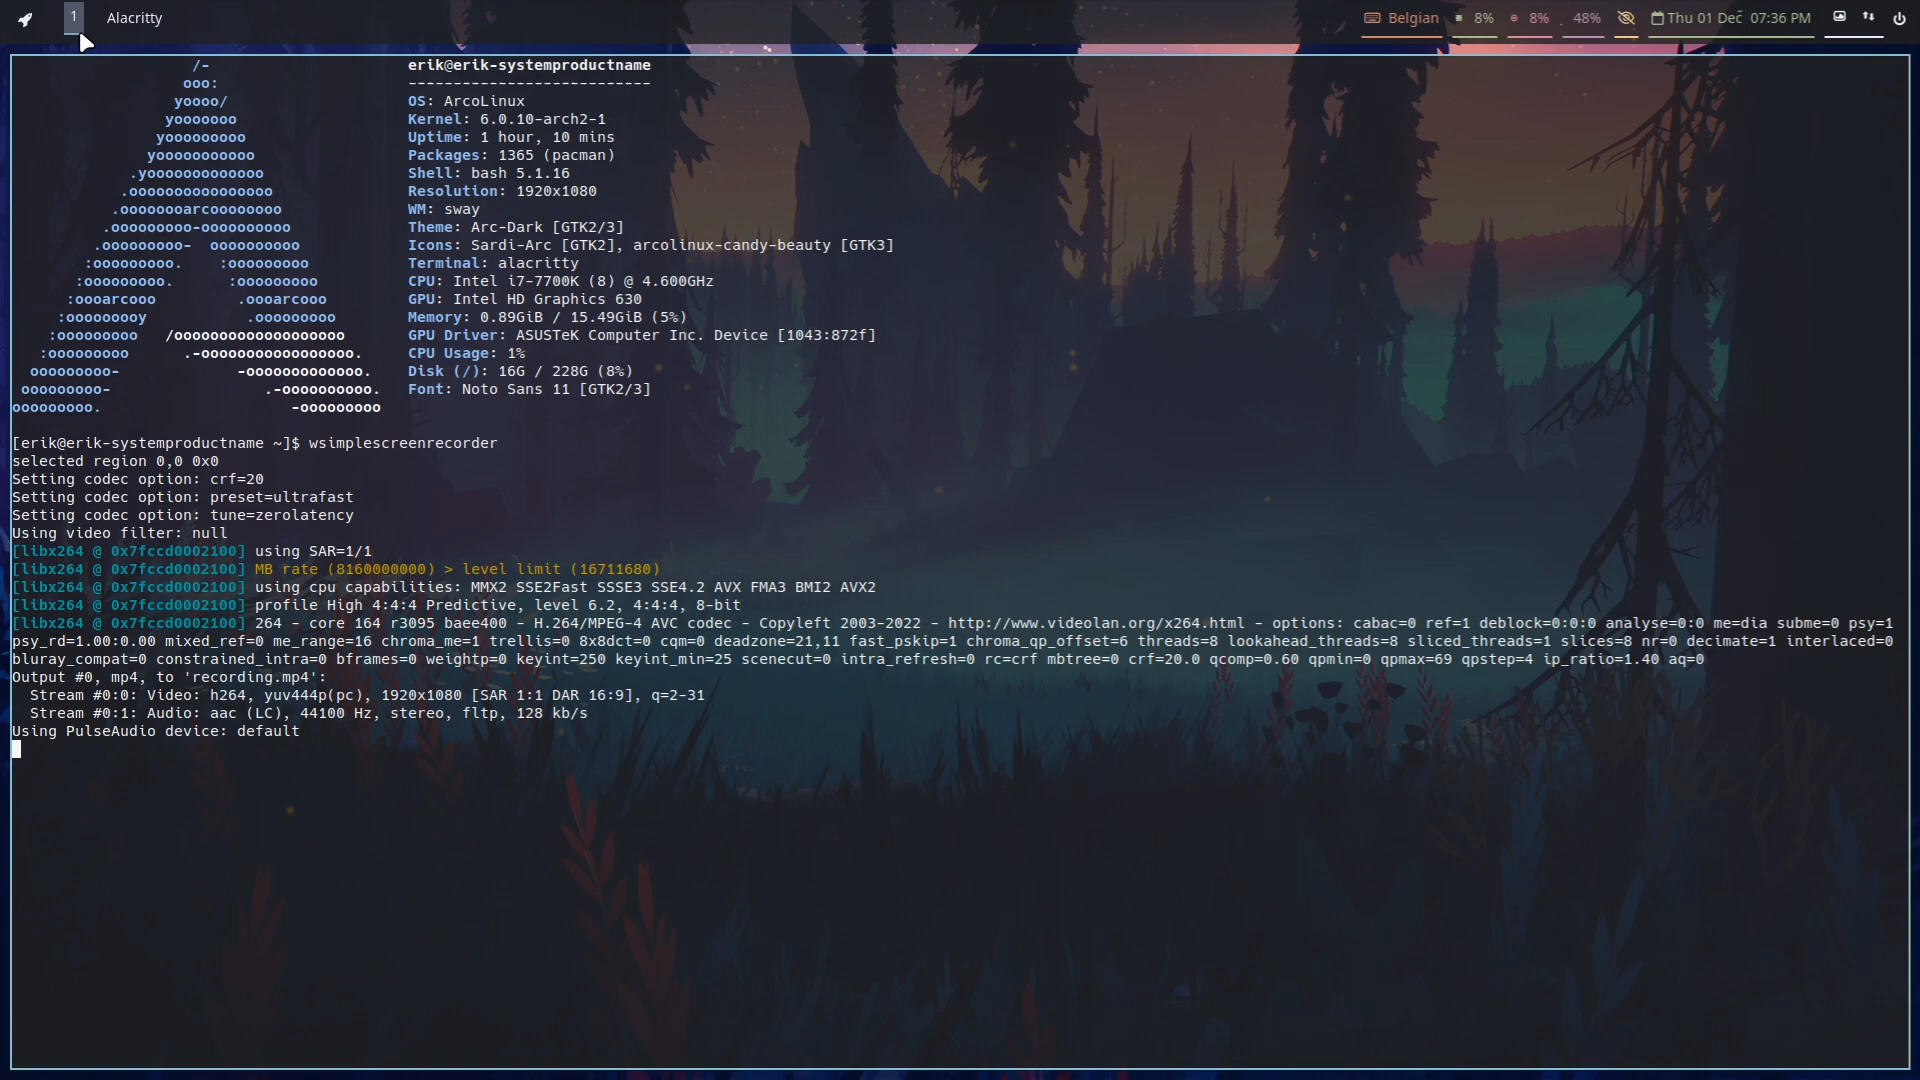 1 Alacritty Belgian 8% 8% 48% Thu 01 Dec 07:36 PM
/- erik@erik-systemproductname
ooo: ---------------------------
yoooo/ OS: ArcoLinux
yooooooo Kernel: 6.0.10-arch2-1
yooooooooo Uptime: 1 hour, 10 mins
yooooooooooo Packages: 1365 (pacman)
.yooooooooooooo Shell: bash 5.1.16
.ooooooooooooooo Resolution: 1920x1080
.oooooooarcoooooooo WM: sway
.ooooooooo-oooooooooo Theme: Arc-Dark [GTK2/3]
.ooooooooo- oooooooooo Icons: Sardi-Arc [GTK2], arcolinux-candy-beauty [GTK3]
:ooooooooo. :ooooooooo Terminal: alacritty
:ooooooooo. :ooooooooo CPU: Intel i7-7700K (8) @ 4.600GHz
:oooarcooo .oooarcooo GPU: Intel HD Graphics 630
:ooooooooy .ooooooooo Memory: 0.89GiB / 15.49GiB (5%)
:ooooooooo /ooooooooooooooooooo GPU Driver: ASUSTeK Computer Inc. Device [1043:872f]
:ooooooooo .-ooooooooooooooooo. CPU Usage: 1%
ooooooooo- -ooooooooooooo. Disk (/): 16G / 228G (8%)
ooooooooo- .-oooooooooo. Font: Noto Sans 11 [GTK2/3]
ooooooooo. -ooooooooo
[erik@erik-systemproductname ~]$ wsimplescreenrecorder
selected region 0,0 0x0
Setting codec option: crf=20
Setting codec option: preset=ultrafast
Setting codec option: tune=zerolatency
Using video filter: null
[libx264 @ 0x7fccd0002100] using SAR=1/1
[libx264 @ 0x7fccd0002100] MB rate (8160000000) > level limit (16711680)
[libx264 @ 0x7fccd0002100] using cpu capabilities: MMX2 SSE2Fast SSSE3 SSE4.2 AVX FMA3 BMI2 AVX2
[libx264 @ 0x7fccd0002100] profile High 4:4:4 Predictive, level 6.2, 4:4:4, 8-bit
[libx264 @ 0x7fccd0002100] 264 - core 164 r3095 baee400 - H.264/MPEG-4 AVC codec - Copyleft 2003-2022 - http://www.videolan.org/x264.html - options: cabac=0 ref=1 deblock=0:0:0 analyse=0:0 me=dia subme=0 psy=1
psy_rd=1.00:0.00 mixed_ref=0 me_range=16 chroma_me=1 trellis=0 8x8dct=0 cqm=0 deadzone=21,11 fast_pskip=1 chroma_qp_offset=6 threads=8 lookahead_threads=8 sliced_threads=1 slices=8 nr=0 decimate=1 interlaced=0
bluray_compat=0 constrained_intra=0 bframes=0 weightp=0 keyint=250 keyint_min=25 scenecut=0 intra_refresh=0 rc=crf mbtree=0 crf=20.0 qcomp=0.60 qpmin=0 qpmax=69 qpstep=4 ip_ratio=1.40 aq=0
Output #0, mp4, to 'recording.mp4':
Stream #0:0: Video: h264, yuv444p(pc), 1920x1080 [SAR 1:1 DAR 16:9], q=2-31
Stream #0:1: Audio: aac (LC), 44100 Hz, stereo, fltp, 128 kb/s
Using PulseAudio device: default